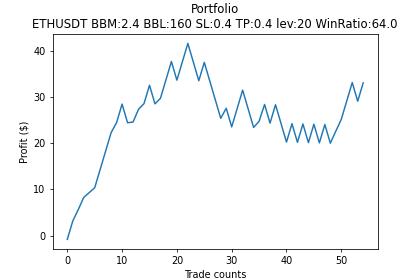 Portfolio
ETHUSDT BBM:2.4 BBL:160 SL:0.4 TP:0.4 lev:20 WinRatio:64.0
40
30
20
10
0
Profit ($)
0 10 20 30 40 50
Trade counts